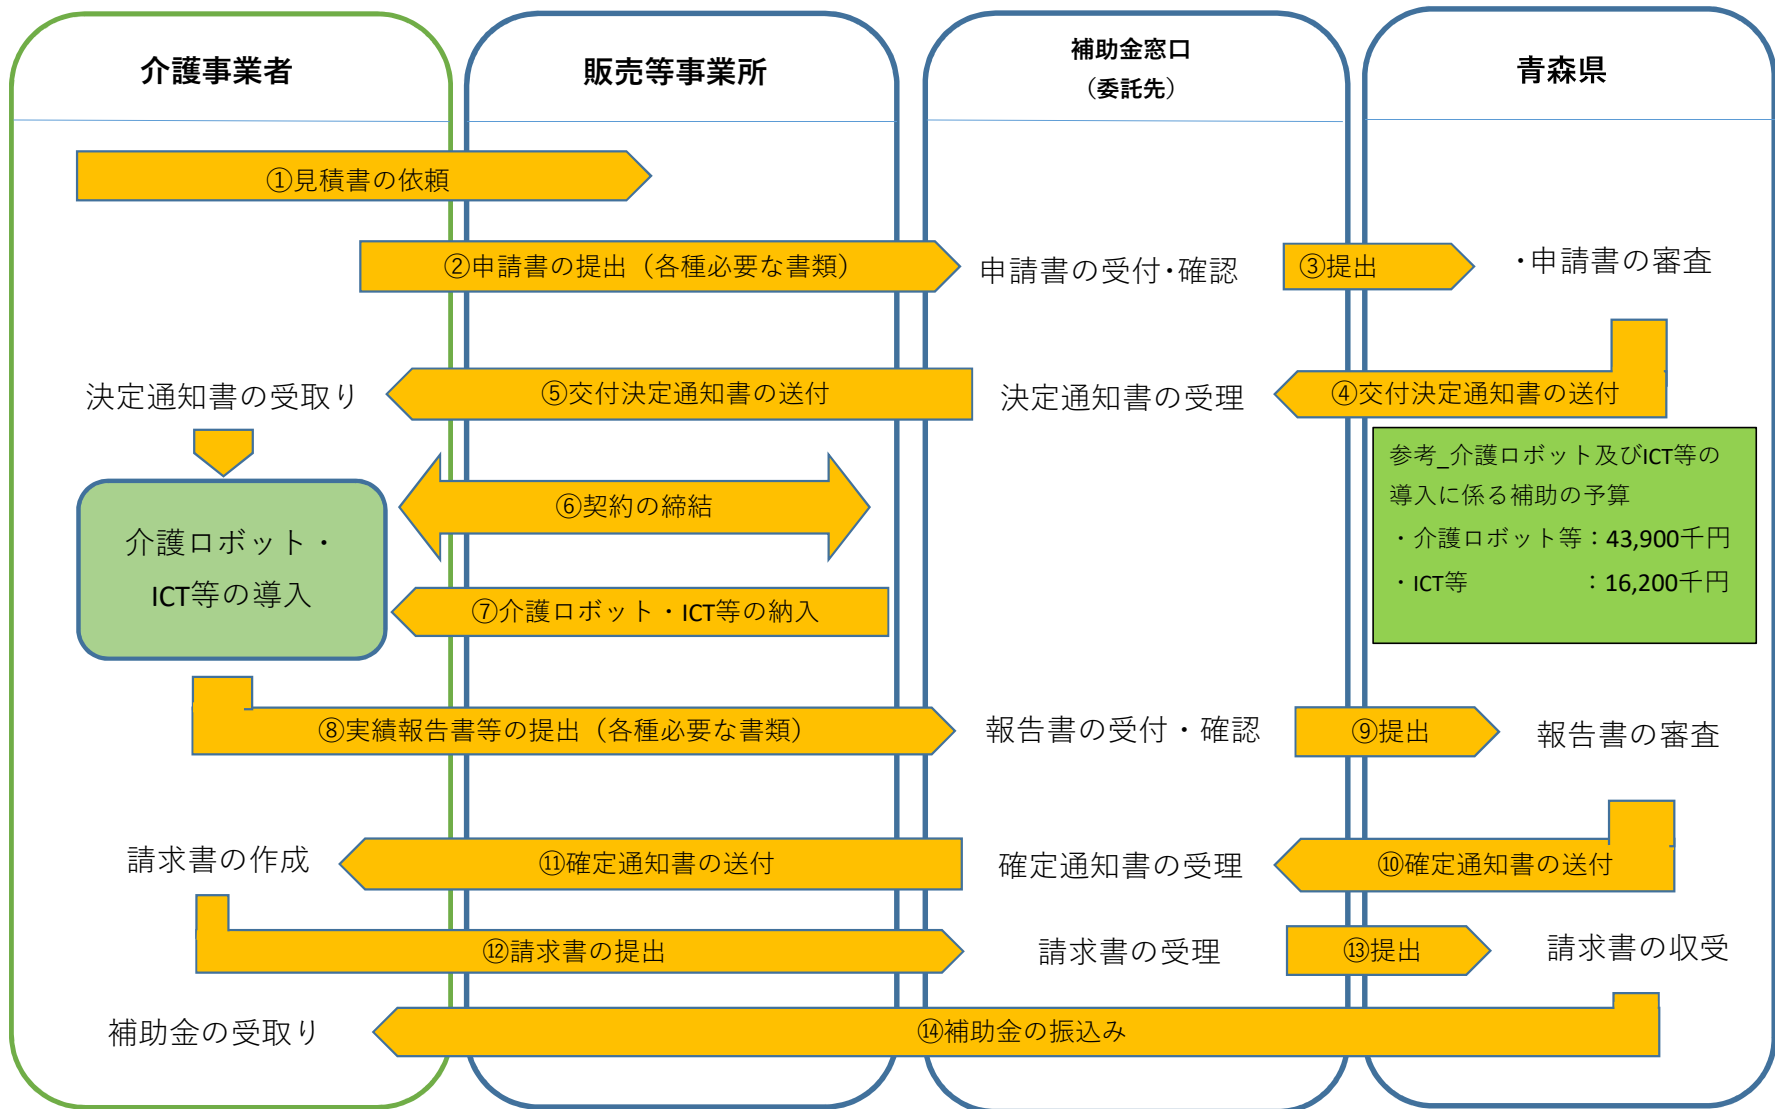 介護事業者
販売等事業所
補助金窓口
（委託先）
青森県
①見積書の依頼
②申請書の提出（各種必要な書類）
申請書の受付・確認
③提出
・申請書の審査
決定通知書の受取り
⑤交付決定通知書の送付
決定通知書の受理
④交付決定通知書の送付
参考_介護ロボット及びICT等の
導入に係る補助の予算
・介護ロボット等：43,900千円
・ICT等　　　　：16,200千円
⑥契約の締結
介護ロボット・
ICT等の導入
⑦介護ロボット・ICT等の納入
⑧実績報告書等の提出（各種必要な書類）
報告書の受付・確認
⑨提出
報告書の審査
請求書の作成
⑪確定通知書の送付
確定通知書の受理
⑩確定通知書の送付
⑫請求書の提出
請求書の受理
⑬提出
請求書の収受
補助金の受取り
⑭補助金の振込み